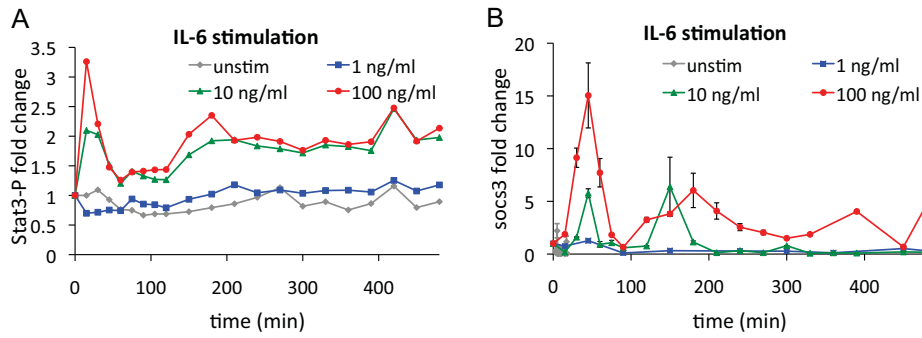 A
IL-6 stimulation
unstim
1 ng/ml
10 ng/ml
100 ng/ml
Stat3-P fold change
3.5
3
2.5
2
1.5
1
0.5
0
0 100 200 300 400
time (min)
B
IL-6 stimulation
unstim
1 ng/ml
10 ng/ml
100 ng/ml
socs3 fold change
20
15
10
5
0
0 100 200 300 400
time (min)